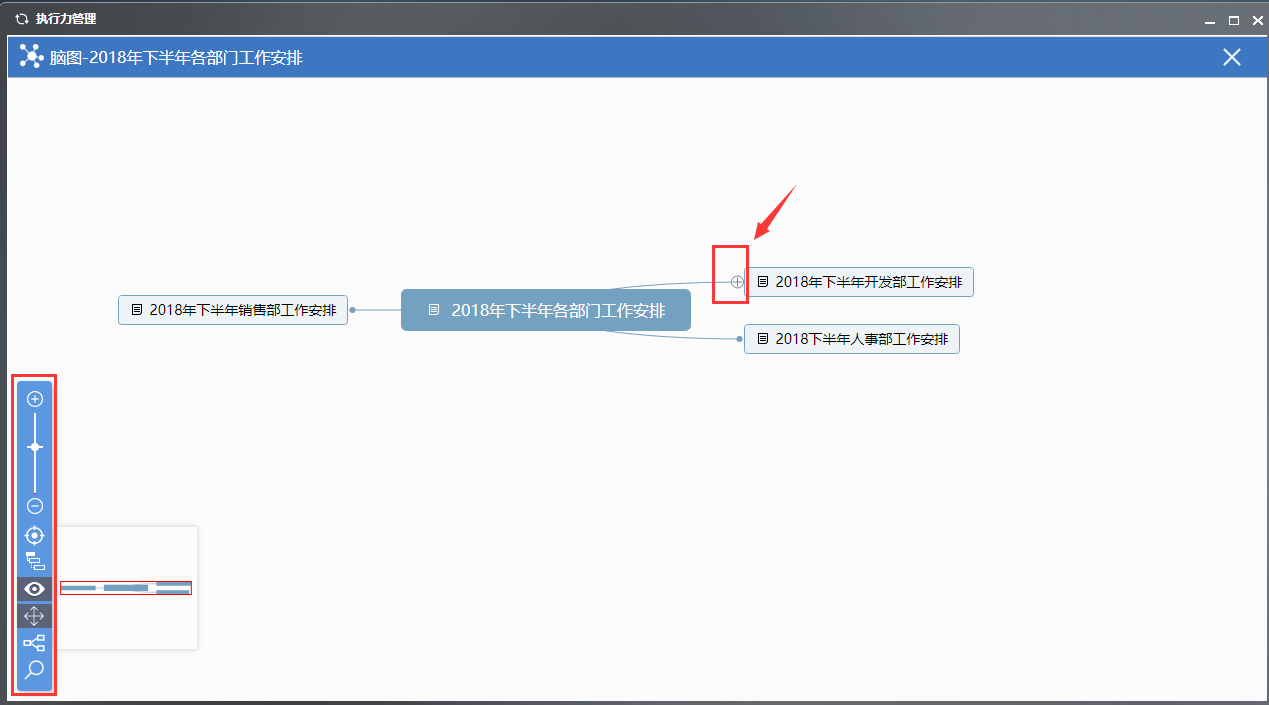 执行力管理
脑图-2018年下半年各部门工作安排
2018年下半年开发部工作安排
2018年下半年销售部工作安排
2018年下半年各部门工作安排
2018下半年人事部工作安排